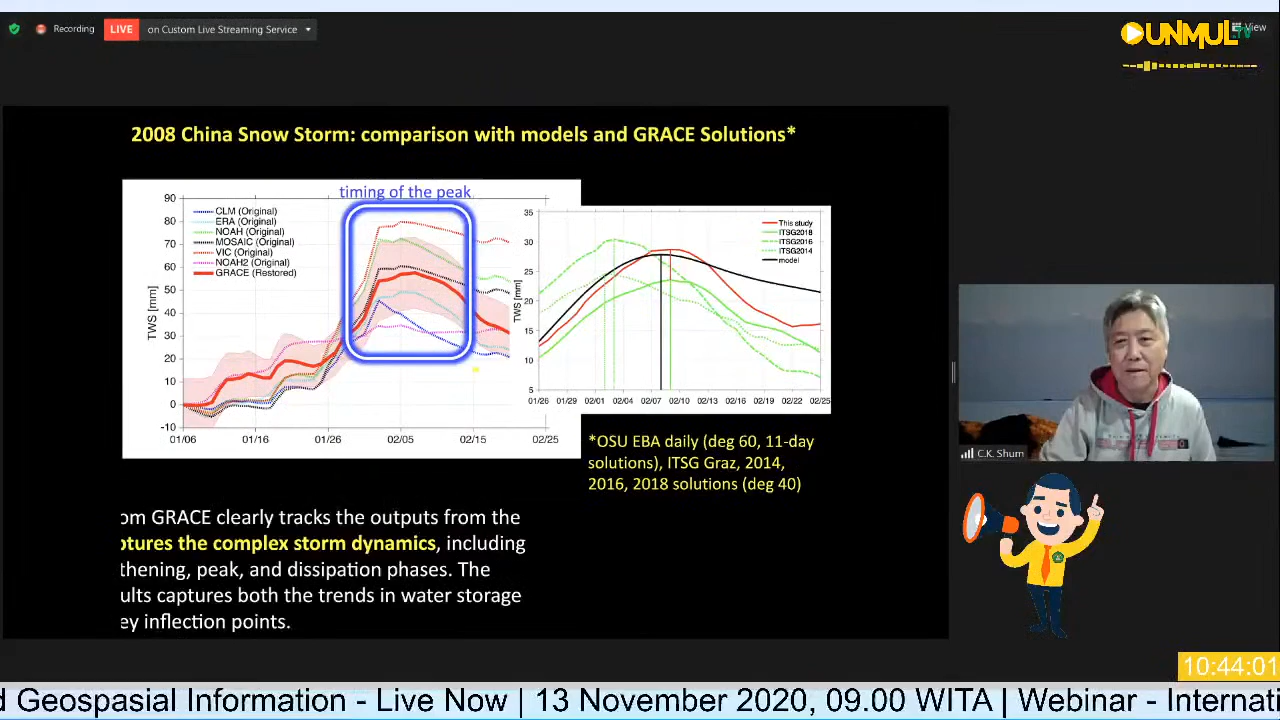 Recording
LIVE
on Custom Live Streaming Service
View
UNMUL TV
2008 China Snow Storm: comparison with models and GRACE Solutions*
timing of the peak
90
80
70
60
50
40
30
20
10
0
-10
TWS [mm]
CLM (Original)
ERA (Original)
NOAH (Original)
MOSAIC (Original)
VIC (Original)
NOAH2 (Original)
GRACE (Restored)
01/06
01/16
01/26
02/05
02/15
02/25
35
30
25
20
15
10
5
TWS [mm]
This study
ITSG2018
ITSG2016
ITSG2014
model
01/26
01/29
02/01
02/04
02/07
02/10
02/13
02/16
02/19
02/22
02/25
*OSU EBA daily (deg 60, 11-day
solutions), ITSG Graz, 2014,
2016, 2018 solutions (deg 40)
om GRACE clearly tracks the outputs from the
ptures the complex storm dynamics, including
thening, peak, and dissipation phases. The
ults captures both the trends in water storage
ey inflection points.
C.K. Shum
10:44:01
d Geospasial Information - Live Now | 13 November 2020, 09.00 WITA | Webinar - Internati